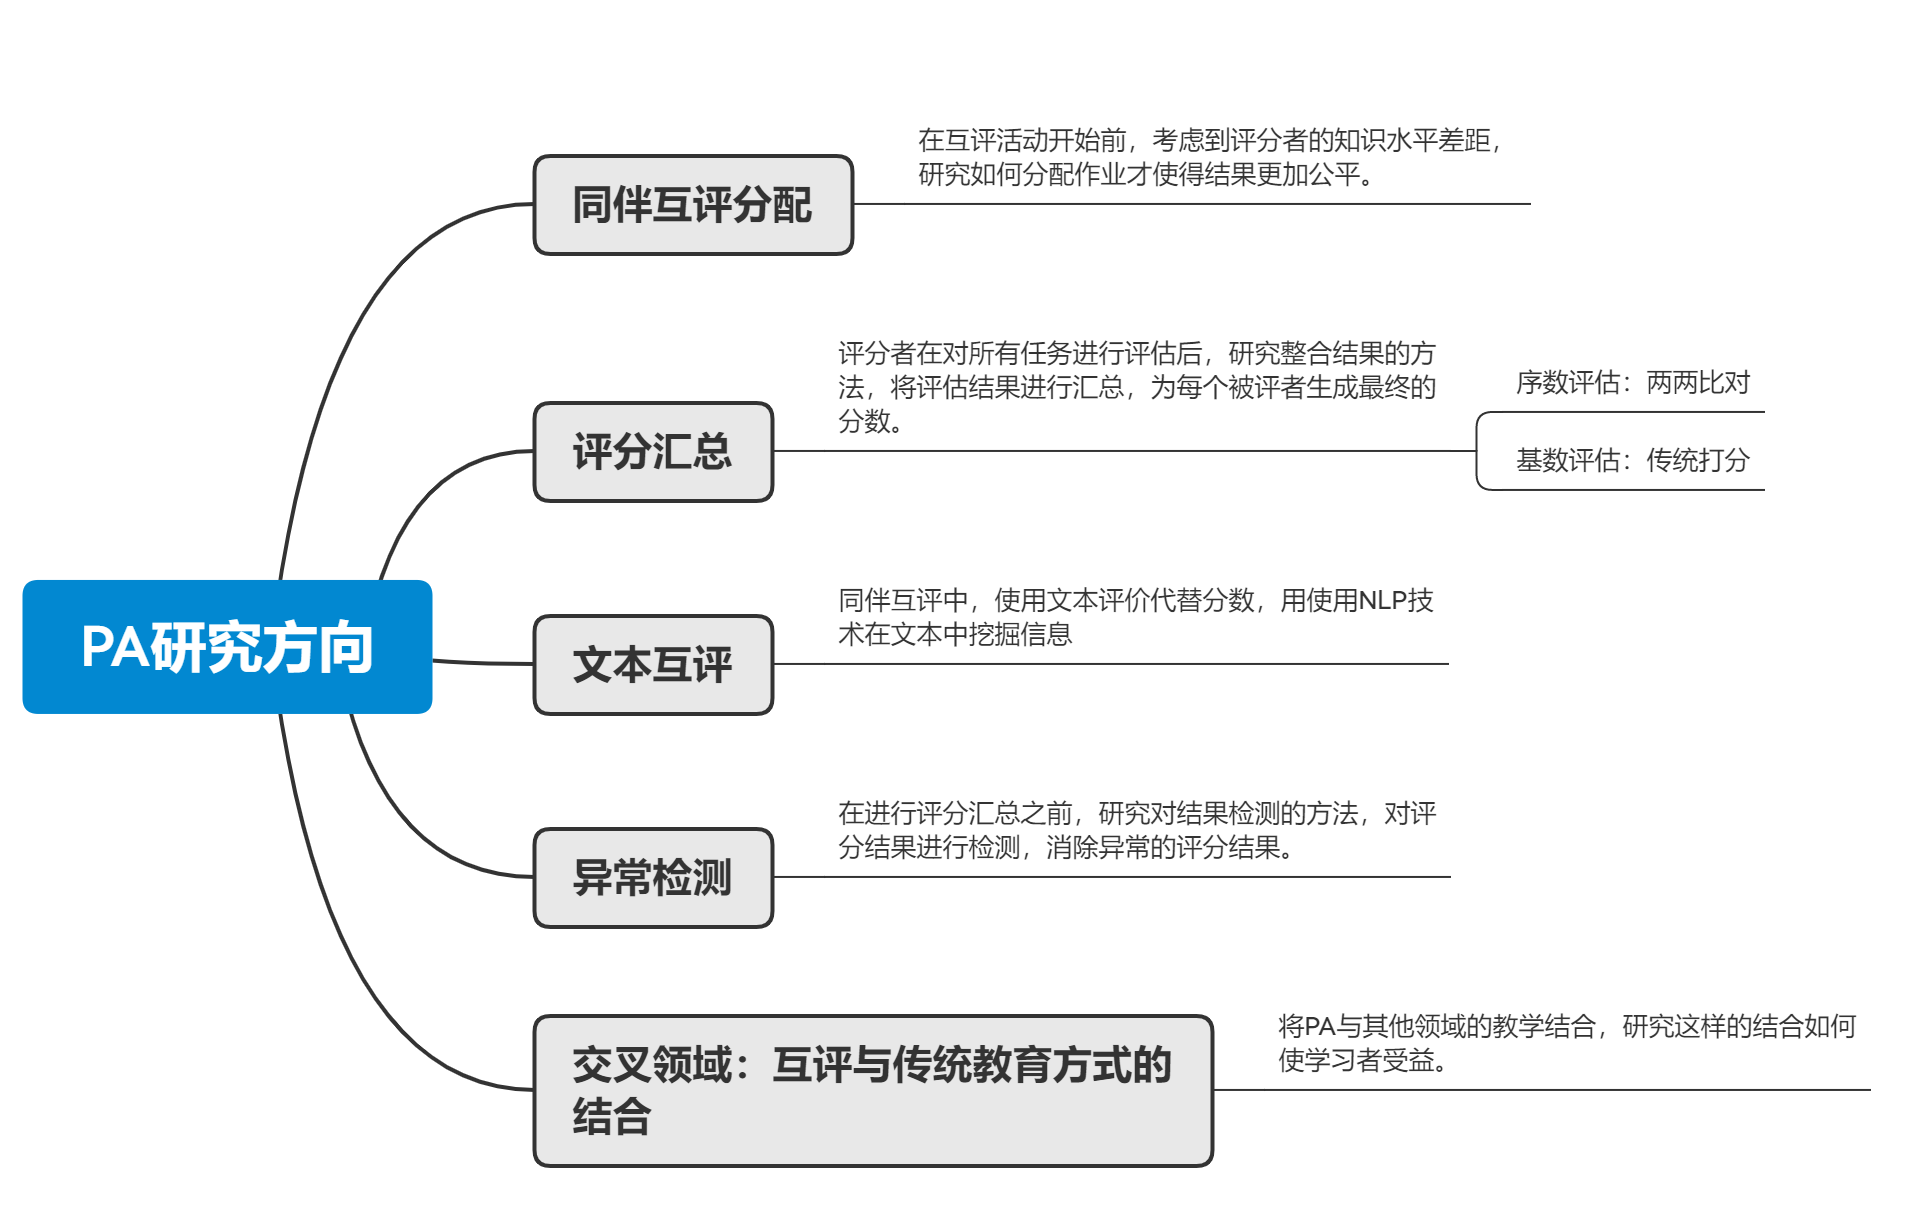 PA研究方向
同伴互评分配
在互评活动开始前，考虑到评分者的知识水平差距，
研究如何分配作业才使得结果更加公平。
评分汇总
评分者在对所有任务进行评估后，研究整合结果的方
法，将评估结果进行汇总，为每个被评者生成最终的
分数。
序数评估：两两比对
基数评估：传统打分
文本互评
同伴互评中，使用文本评价代替分数，用使用NLP技
术在文本中挖掘信息
异常检测
在进行评分汇总之前，研究对结果检测的方法，对评
分结果进行检测，消除异常的评分结果。
交叉领域：互评与传统教育方式的
结合
将PA与其他领域的教学结合，研究这样的结合如何
使学习者受益。